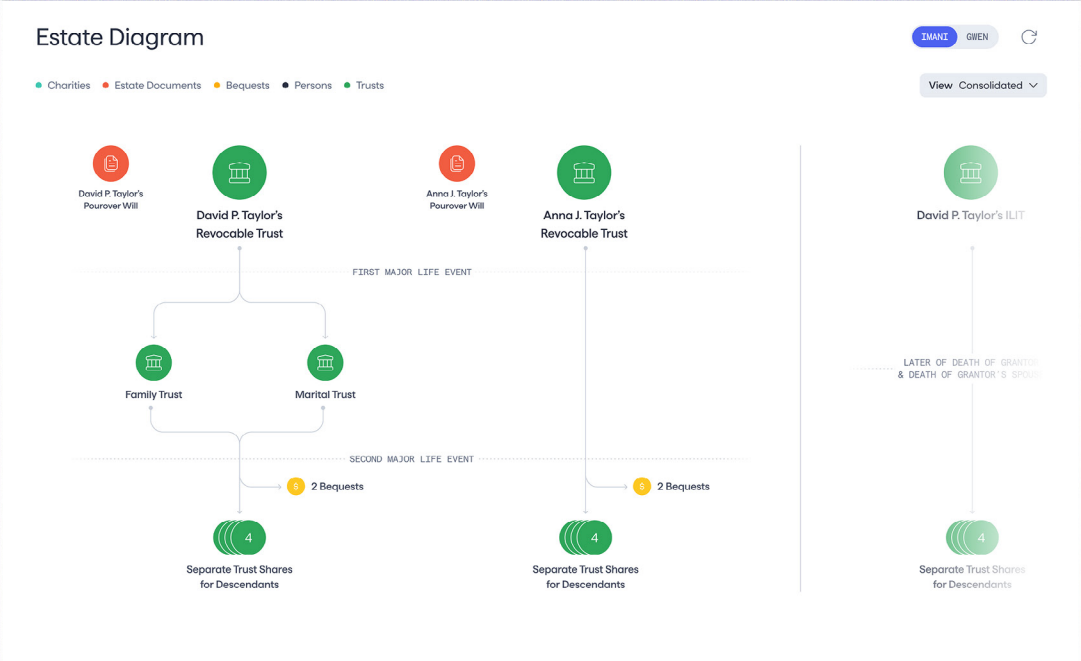 Estate Diagram
IMANI GWEN
Charities Estate Documents Bequests Persons Trusts
View Consolidated
David P. Taylor's
Pourover Will
David P. Taylor's
Revocable Trust
Anna J. Taylor's
Pourover Will
Anna J. Taylor's
Revocable Trust
David P. Taylor's ILIT
FIRST MAJOR LIFE EVENT
Family Trust
Marital Trust
LATER OF DEATH OF GRANTOR
& DEATH OF GRANTOR'S SPOUSE
SECOND MAJOR LIFE EVENT
$ 2 Bequests
$ 2 Bequests
4
Separate Trust Shares
for Descendants
4
Separate Trust Shares
for Descendants
4
Separate Trust Shares
for Descendants